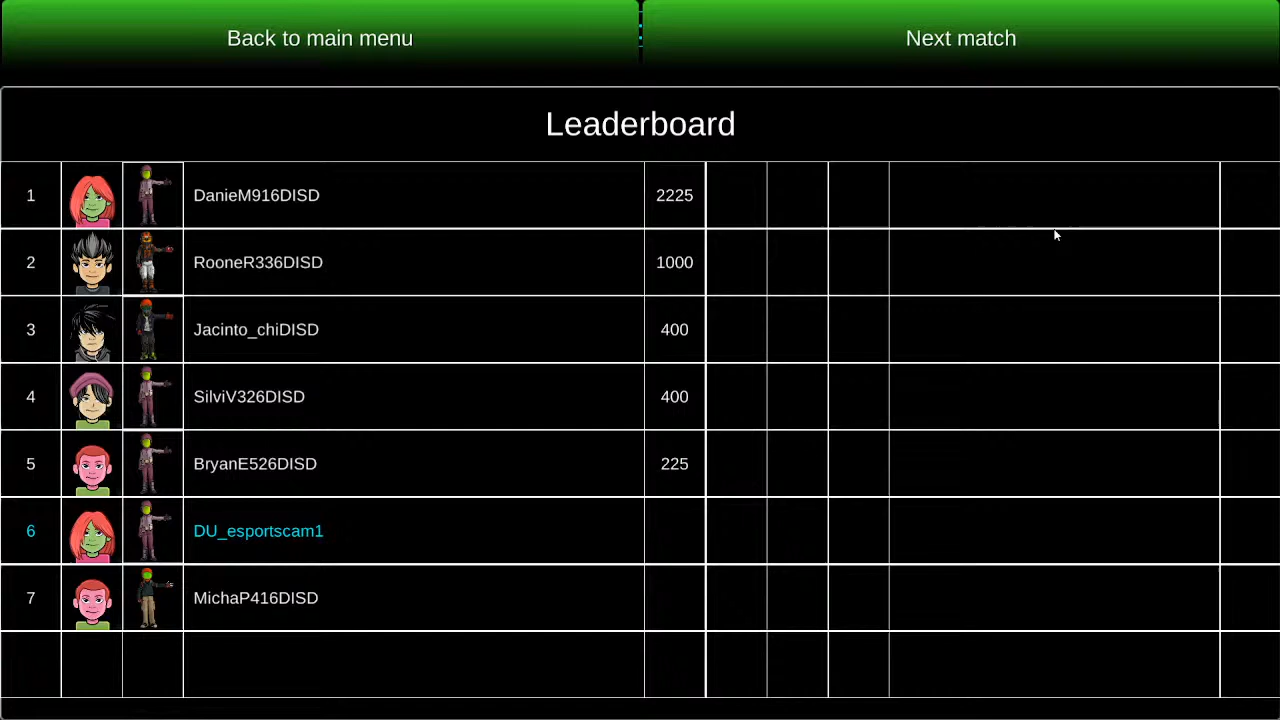 Back to main menu
Next match
Leaderboard
1 DanieM916DISD 2225
2 RooneR336DISD 1000
3 Jacinto_chiDISD 400
4 SilviV326DISD 400
5 BryanE526DISD 225
6 DU_esportscam1
7 MichaP416DISD